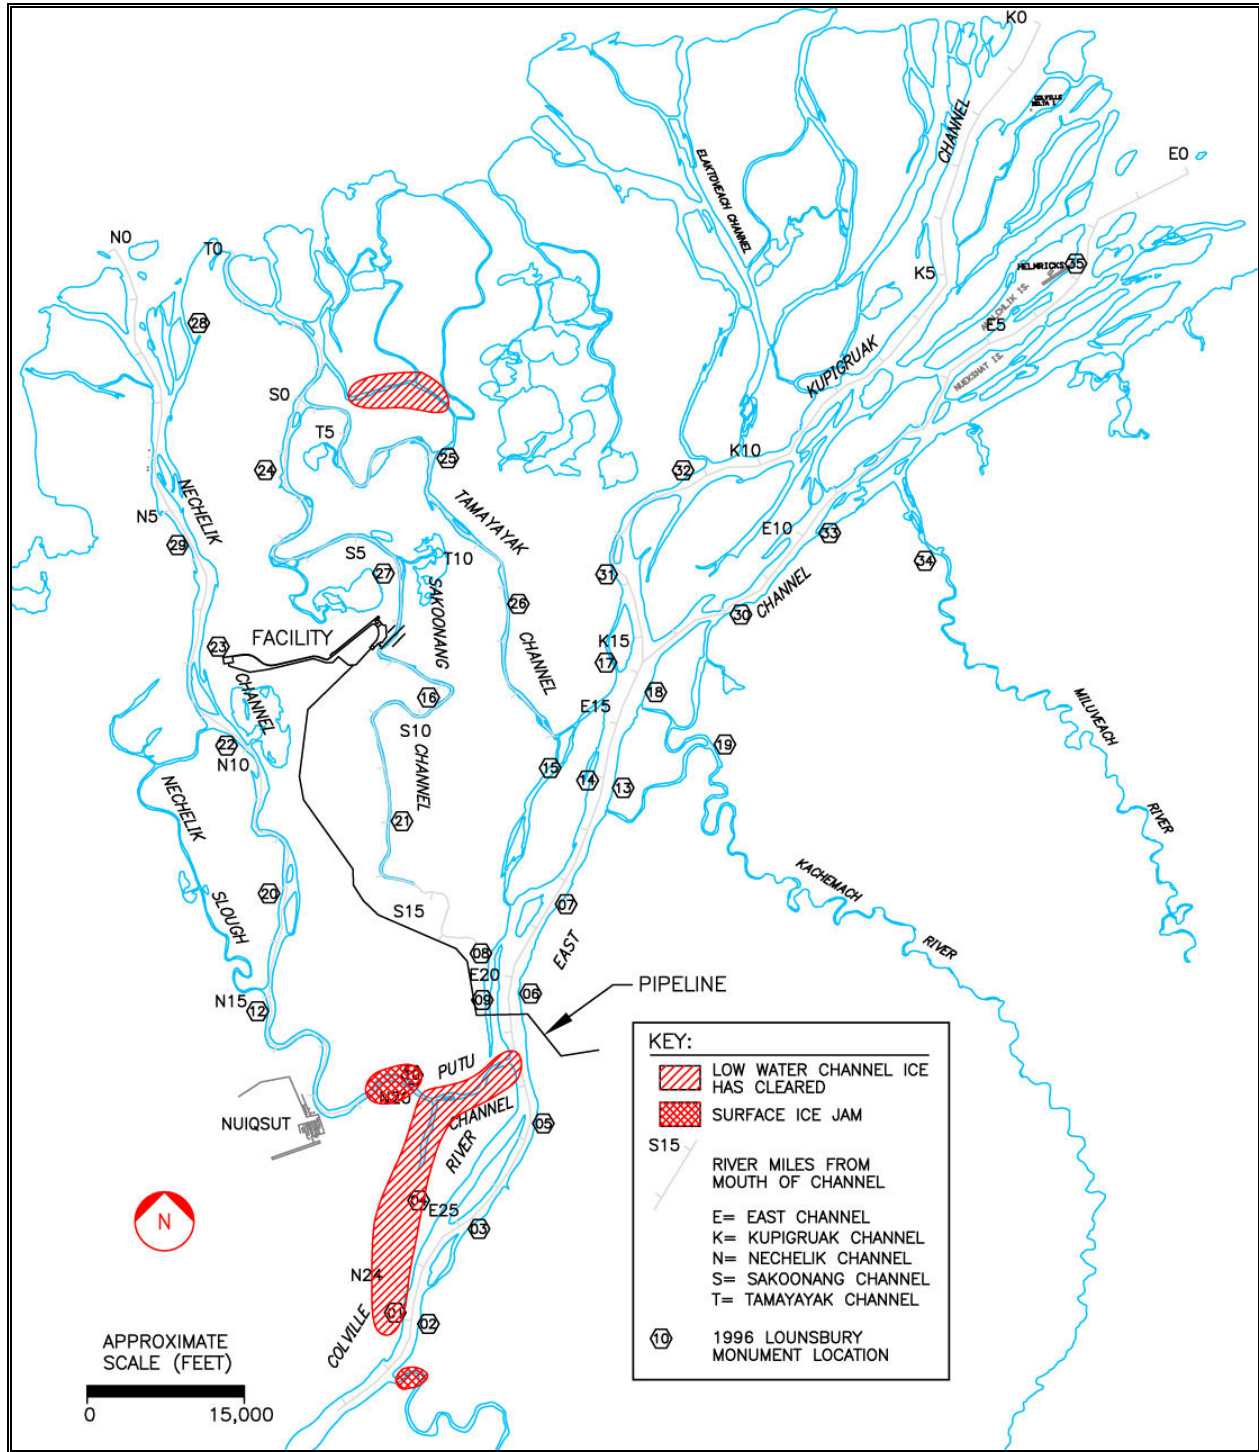 K0
COLVILLE
DELTA 1
CHANNEL
E0
ELAKTOVEACH CHANNEL
N0
T0
K5
HELMRICKS
35
28
E5
NUEKSHAT IS.
KUPIGRUAK
S0
T5
K10
25
32
24
NECHELIK
TAMAYAYAK
N5
E10
33
29
S5
T10
34
27
31
SAKOONANG
26
CHANNEL
30
FACILITY
23
K15
17
CHANNEL
CHANNEL
16
18
E15
MILUVEACH
S10
22
19
N10
15
14
13
CHANNEL
NECHELIK
21
RIVER
KACHEMACH
20
SLOUGH
S15
07
RIVER
EAST
08
E20
09
06
PIPELINE
N15
12
PUTU
N20
CHANNEL
NUIQSUT
05
RIVER
04
E25
03
N
N24
01
02
COLVILLE
KEY:
LOW WATER CHANNEL ICE
HAS CLEARED
SURFACE ICE JAM
S15
RIVER MILES FROM
MOUTH OF CHANNEL
E= EAST CHANNEL
K= KUPIGRUAK CHANNEL
N= NECHELIK CHANNEL
S= SAKOONANG CHANNEL
T= TAMAYAYAK CHANNEL
10
1996 LOUNSBURY
MONUMENT LOCATION
APPROXIMATE
SCALE (FEET)
0
15,000